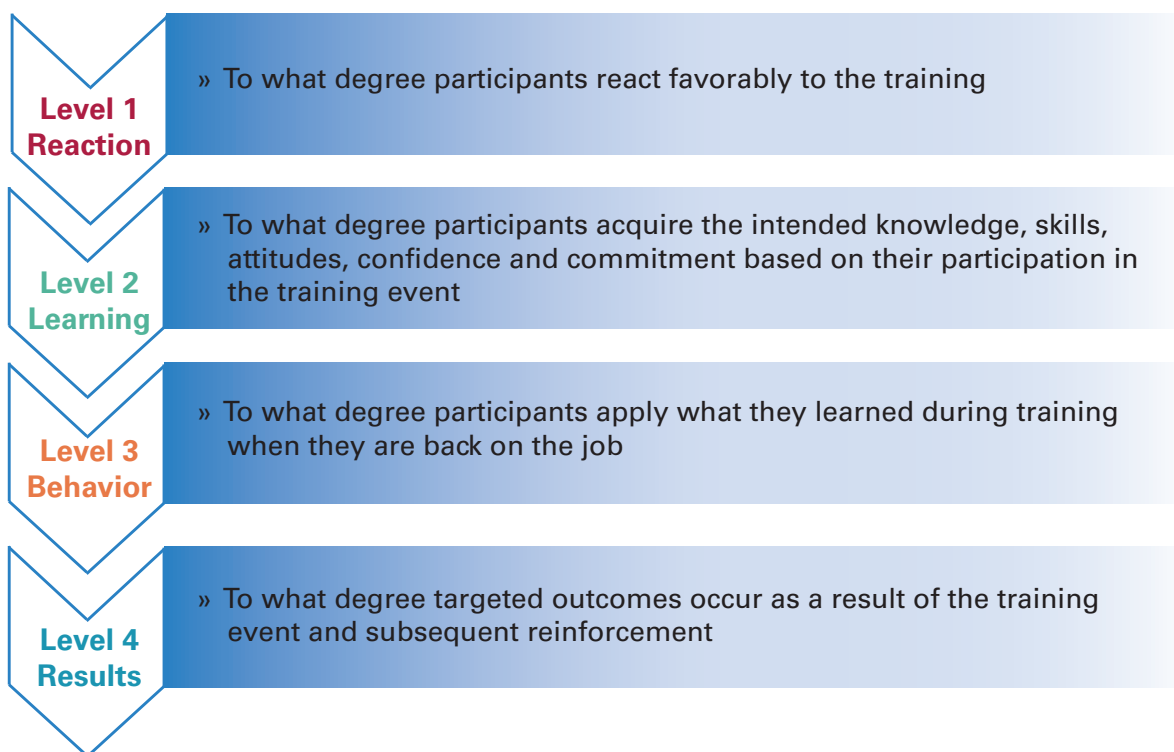 Level 1
Reaction
» To what degree participants react favorably to the training
Level 2
Learning
» To what degree participants acquire the intended knowledge, skills,
attitudes, confidence and commitment based on their participation in
the training event
Level 3
Behavior
» To what degree participants apply what they learned during training
when they are back on the job
Level 4
Results
» To what degree targeted outcomes occur as a result of the training
event and subsequent reinforcement